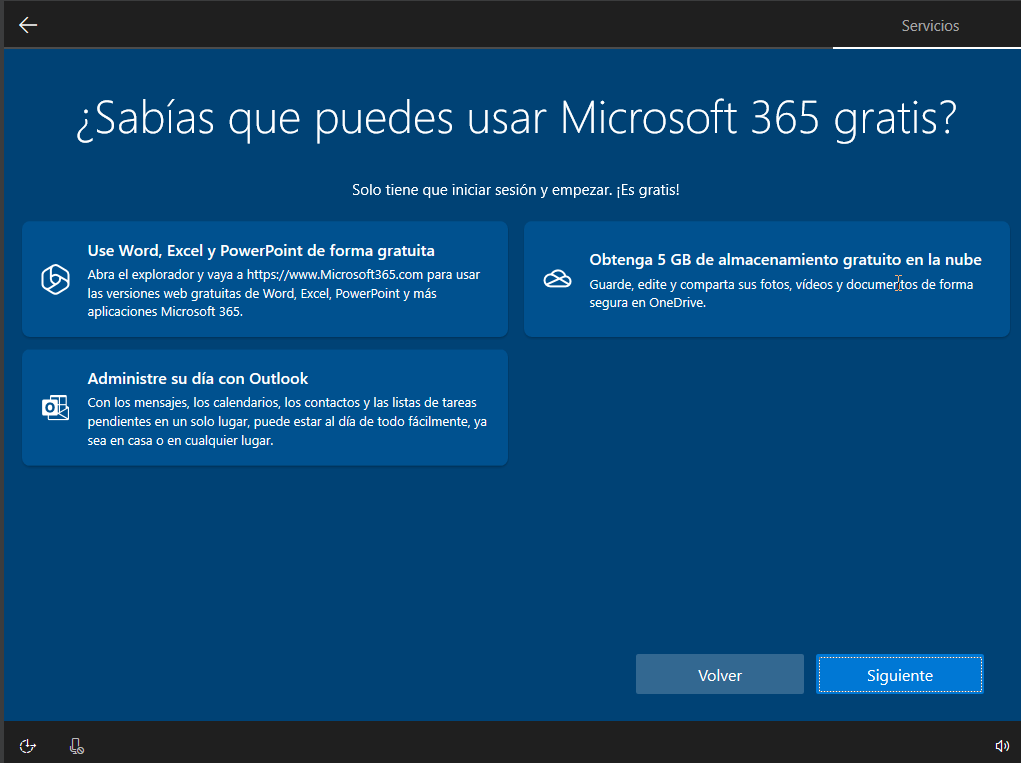 Servicios
¿Sabías que puedes usar Microsoft 365 gratis?
Solo tiene que iniciar sesión y empezar. ¡Es gratis!
Use Word, Excel y PowerPoint de forma gratuita
Abra el explorador y vaya a https://www.Microsoft365.com para usar
las versiones web gratuitas de Word, Excel, PowerPoint y más
aplicaciones Microsoft 365.
Obtenga 5 GB de almacenamiento gratuito en la nube
Guarde, edite y comparta sus fotos, vídeos y documentos de forma
segura en OneDrive.
Administre su día con Outlook
Con los mensajes, los calendarios, los contactos y las listas de tareas
pendientes en un solo lugar, puede estar al día de todo fácilmente, ya
sea en casa o en cualquier lugar.
Volver
Siguiente